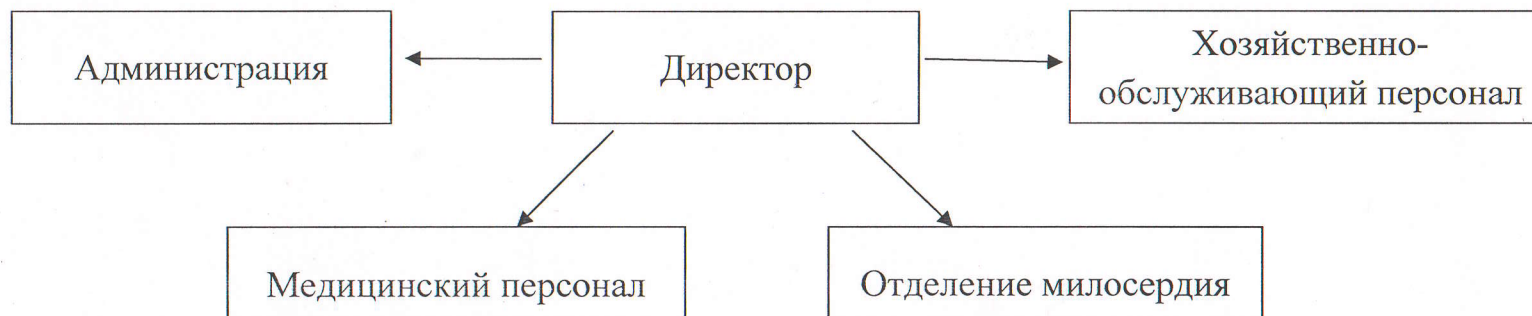 Администрация
Директор
Хозяйственно-
обслуживающий персонал
Медицинский персонал
Отделение милосердия